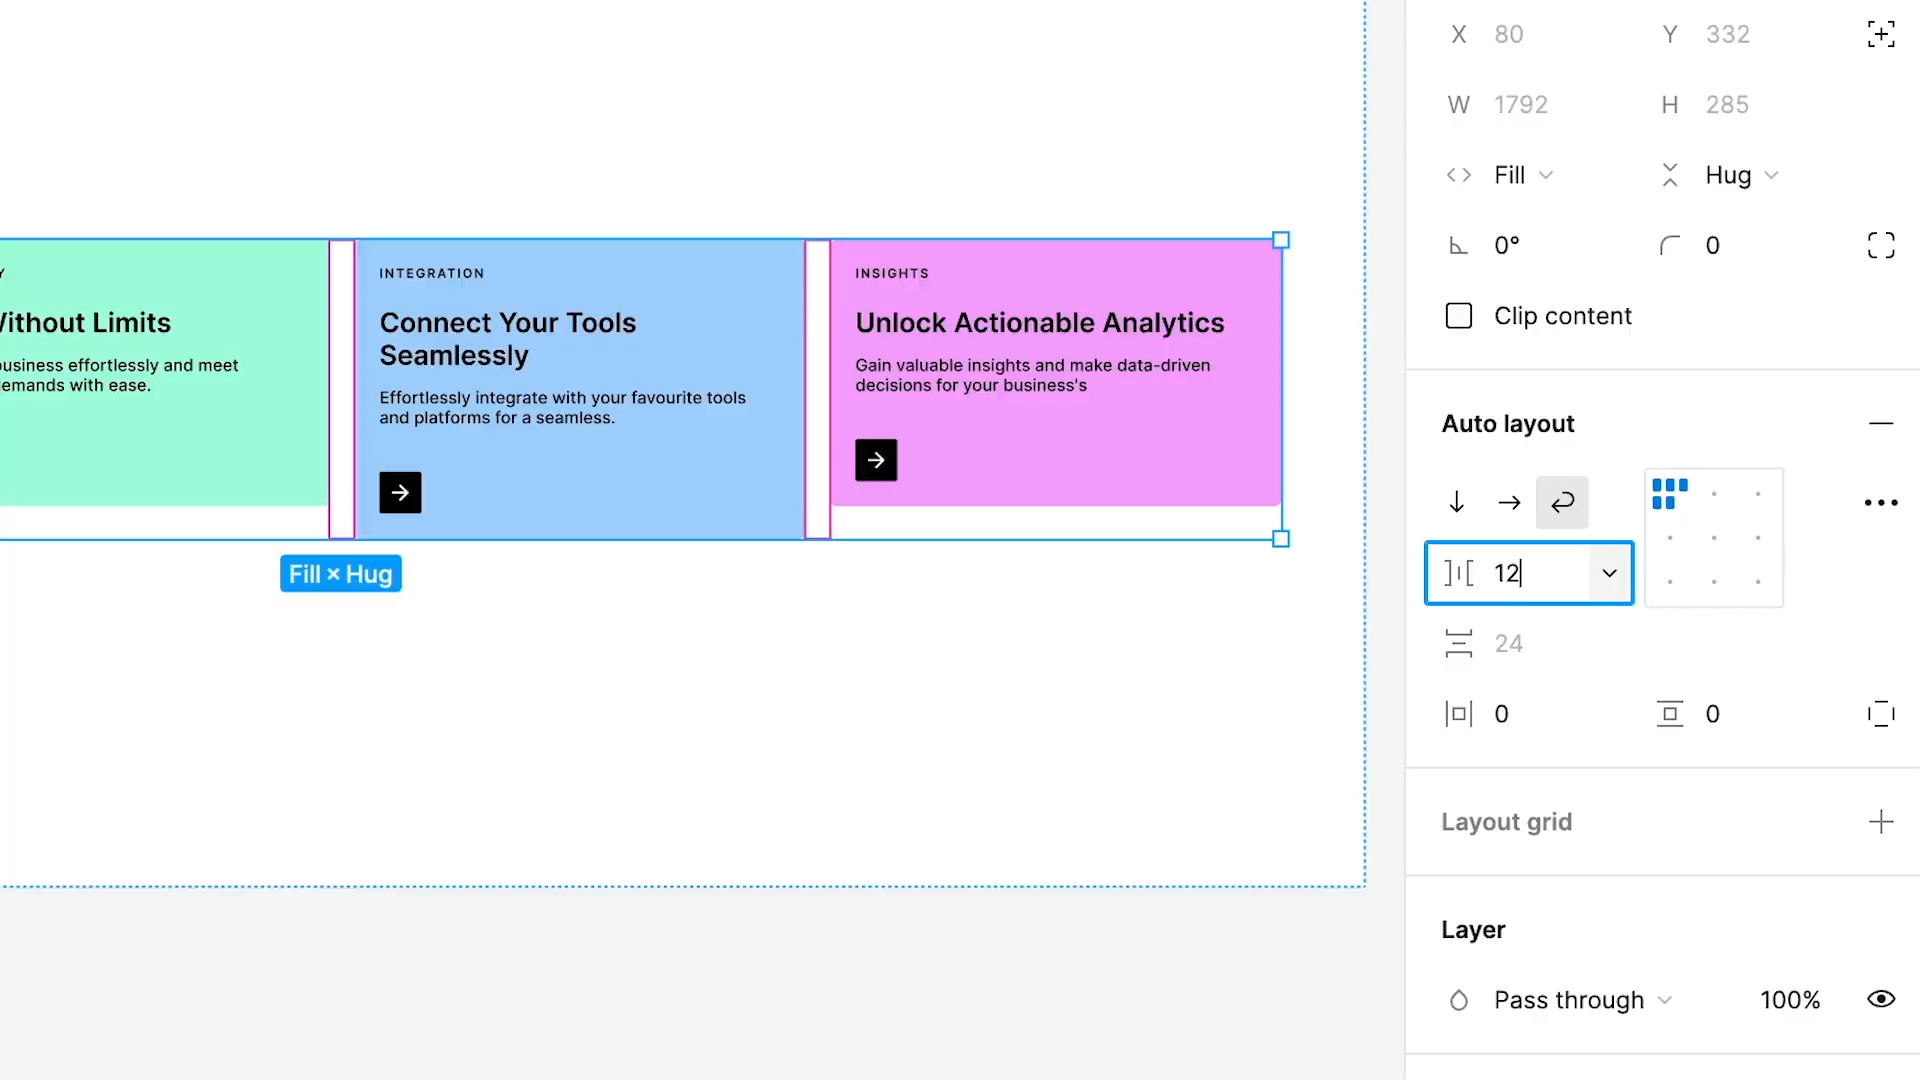 X 80 Y 332
W 1792 H 285
Fill Hug
0° 0
Clip content
Auto layout
12
24
0 0
Layout grid
Layer
Pass through 100%
Without Limits
business effortlessly and meet
demands with ease.
INTEGRATION
Connect Your Tools
Seamlessly
Effortlessly integrate with your favourite tools
and platforms for a seamless.
INSIGHTS
Unlock Actionable Analytics
Gain valuable insights and make data-driven
decisions for your business's
Fill × Hug